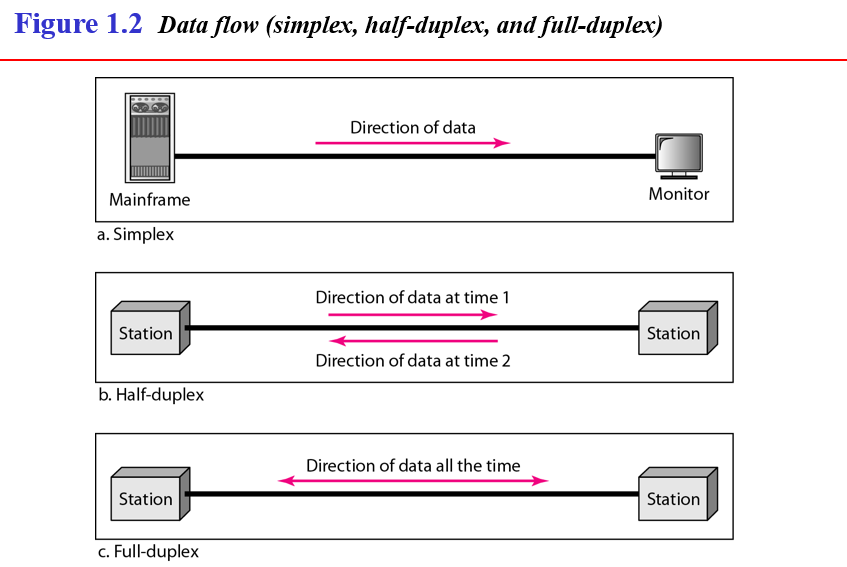 Figure 1.2 Data flow (simplex, half-duplex, and full-duplex)
Direction of data
Mainframe
Monitor
a. Simplex
Direction of data at time 1
Station
Station
Direction of data at time 2
b. Half-duplex
Direction of data all the time
Station
Station
c. Full-duplex